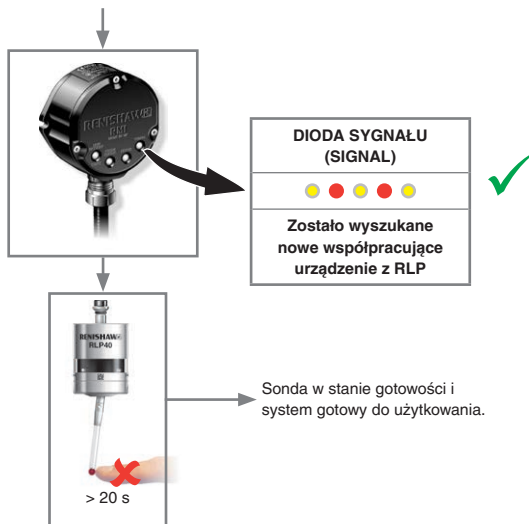 RENISHAW
RMI
DIODA SYGNAŁU
(SIGNAL)
Zostało wyszukane
nowe współpracujące
urządzenie z RLP
RENISHAW
RLP40
Sonda w stanie gotowości i
system gotowy do użytkowania.
> 20 s